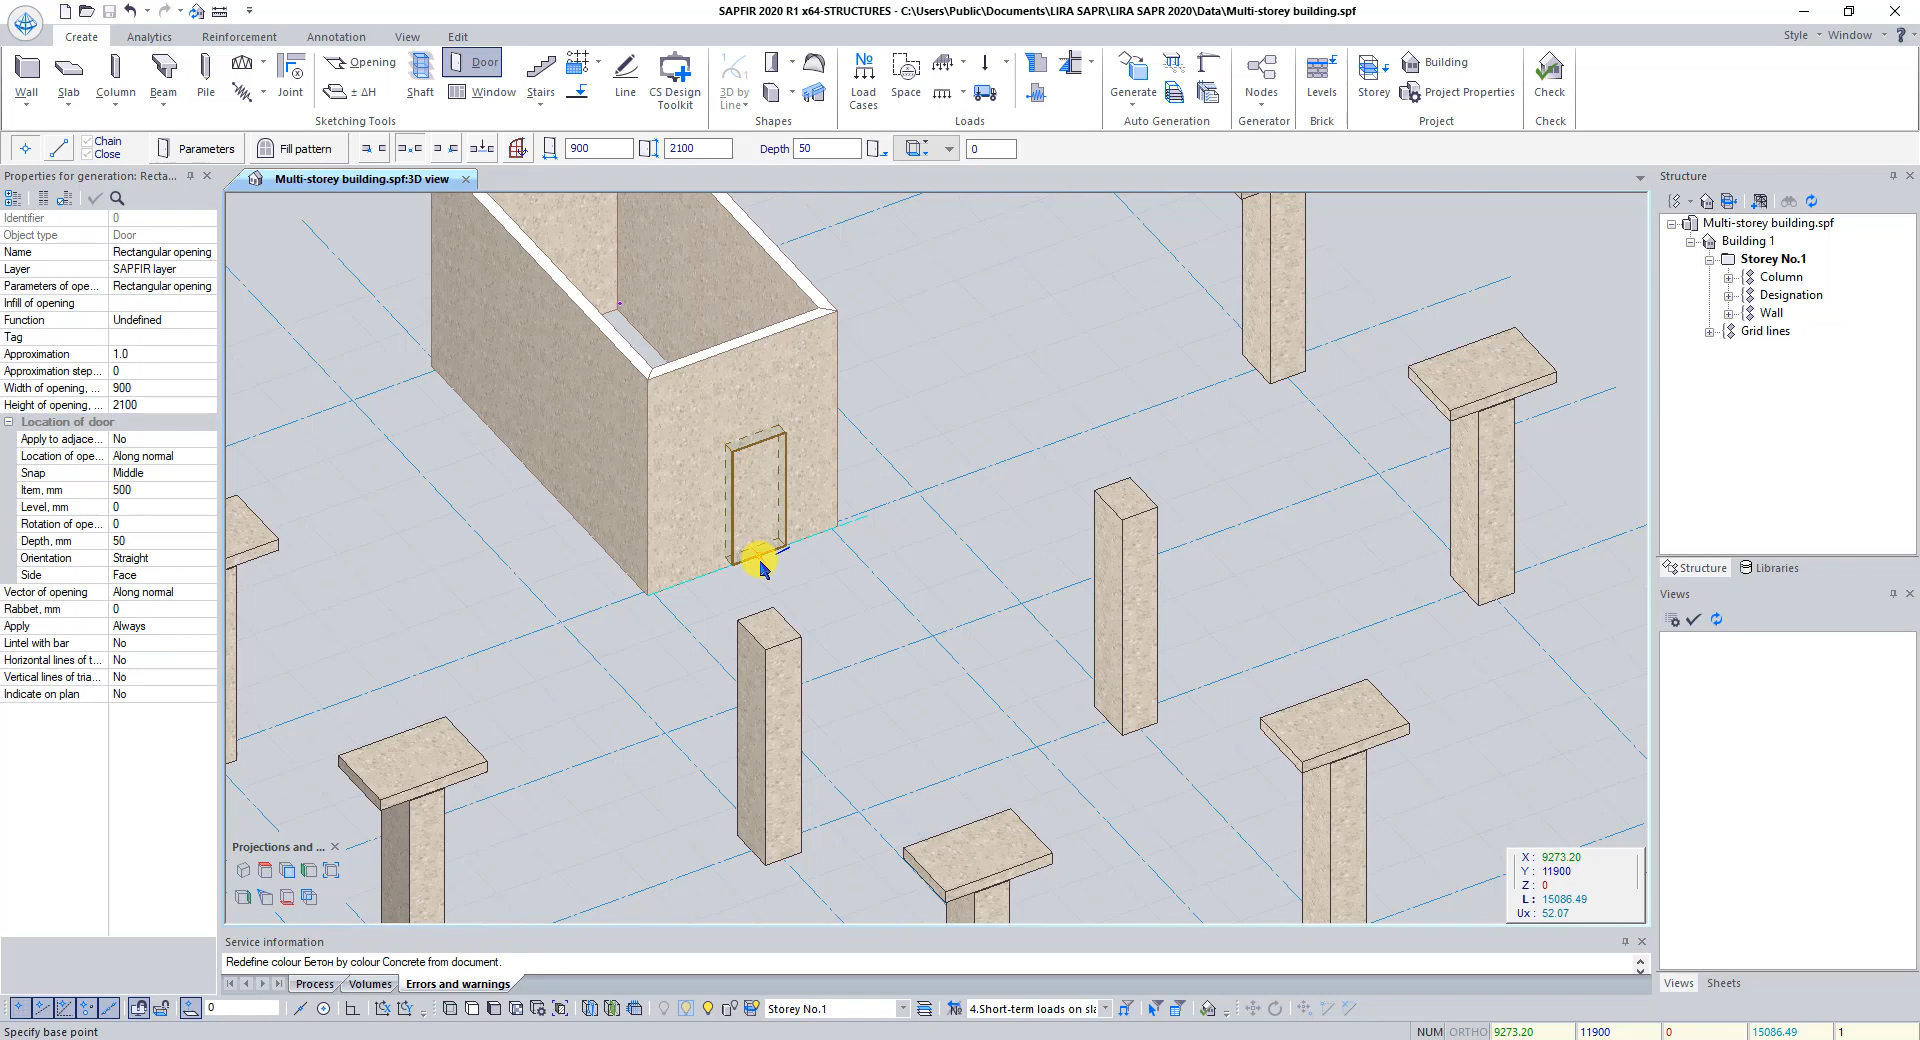 SAPFIR 2020 R1 x64-STRUCTURES - C:\Users\Public\Documents\LIRA SAPR\LIRA SAPR 2020\Data\Multi-storey building.spf
Create Analytics Reinforcement Annotation View Edit Style Window ?
Wall Slab Column Beam Pile Joint Opening ± ΔH Shaft Door Window Stairs Line CS Design Toolkit
Sketching Tools
3D by Line
Shapes
№ Load Cases Space
Loads
Generate
Auto Generation
Nodes
Generator
Levels
Brick
Storey Building Project Properties
Project
Check
Check
Chain
Close
Parameters Fill pattern 900 2100 Depth 50 0
Properties for generation: Recta...
Multi-storey building.spf:3D view
Identifier 0
Object type Door
Name Rectangular opening
Layer SAPFIR layer
Parameters of ope... Rectangular opening
Infill of opening
Function Undefined
Tag
Approximation 1.0
Approximation step... 0
Width of opening, ... 900
Height of opening, ... 2100
Location of door
Apply to adjace... No
Location of ope... Along normal
Snap Middle
Item, mm 500
Level, mm 0
Rotation of ope... 0
Depth, mm 50
Orientation Straight
Side Face
Vector of opening Along normal
Rabbet, mm 0
Apply Always
Lintel with bar No
Horizontal lines of t... No
Vertical lines of tria... No
Indicate on plan No
Projections and ...
X: 9273.20
Y: 11900
Z: 0
L: 15086.49
Ux: 52.07
Structure
Multi-storey building.spf
Building 1
Storey No.1
Column
Designation
Wall
Grid lines
Structure Libraries
Views
Views Sheets
Service information
Redefine colour Бетон by colour Concrete from document.
Process Volumes Errors and warnings
0 Storey No.1 № 4.Short-term loads on sla
Specify base point NUM ORTHO 9273.20 11900 0 15086.49 1